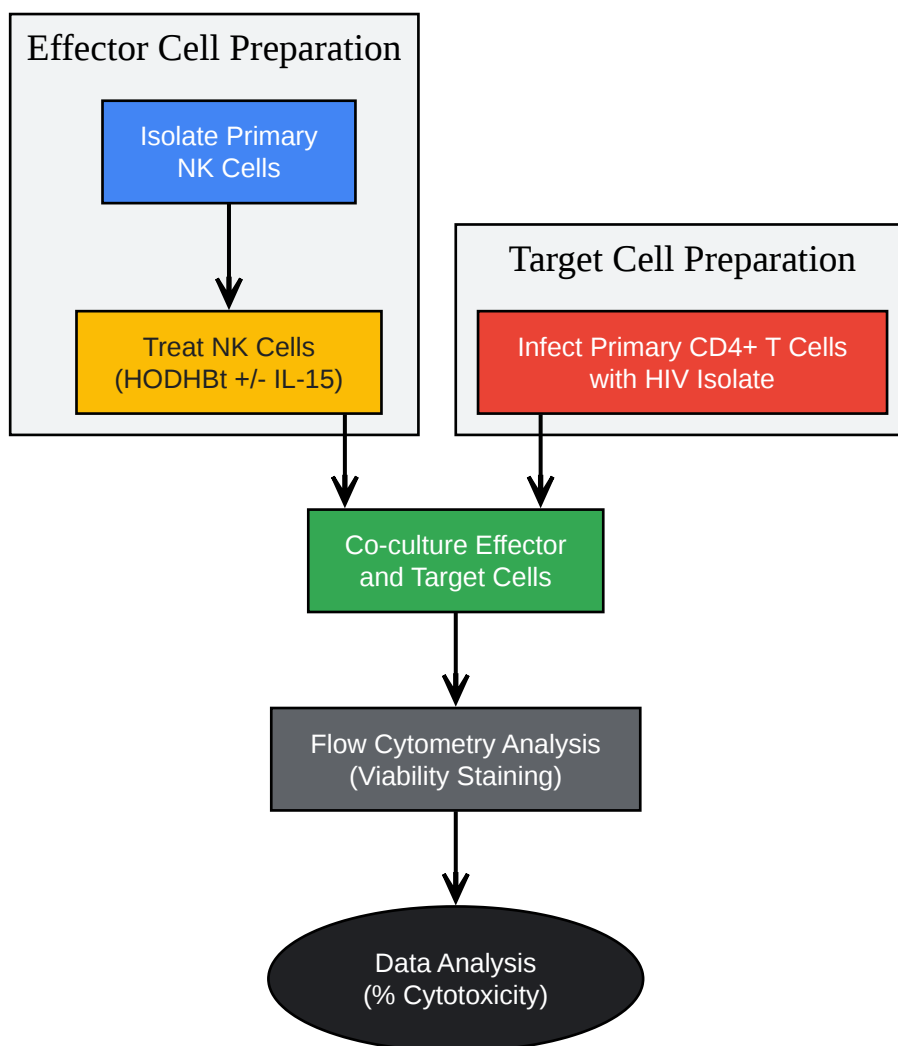 Effector Cell Preparation
Isolate Primary
NK Cells
Treat NK Cells
(HODHBt +/- IL-15)
Target Cell Preparation
Infect Primary CD4+ T Cells
with HIV Isolate
Co-culture Effector
and Target Cells
Flow Cytometry Analysis
(Viability Staining)
Data Analysis
(% Cytotoxicity)